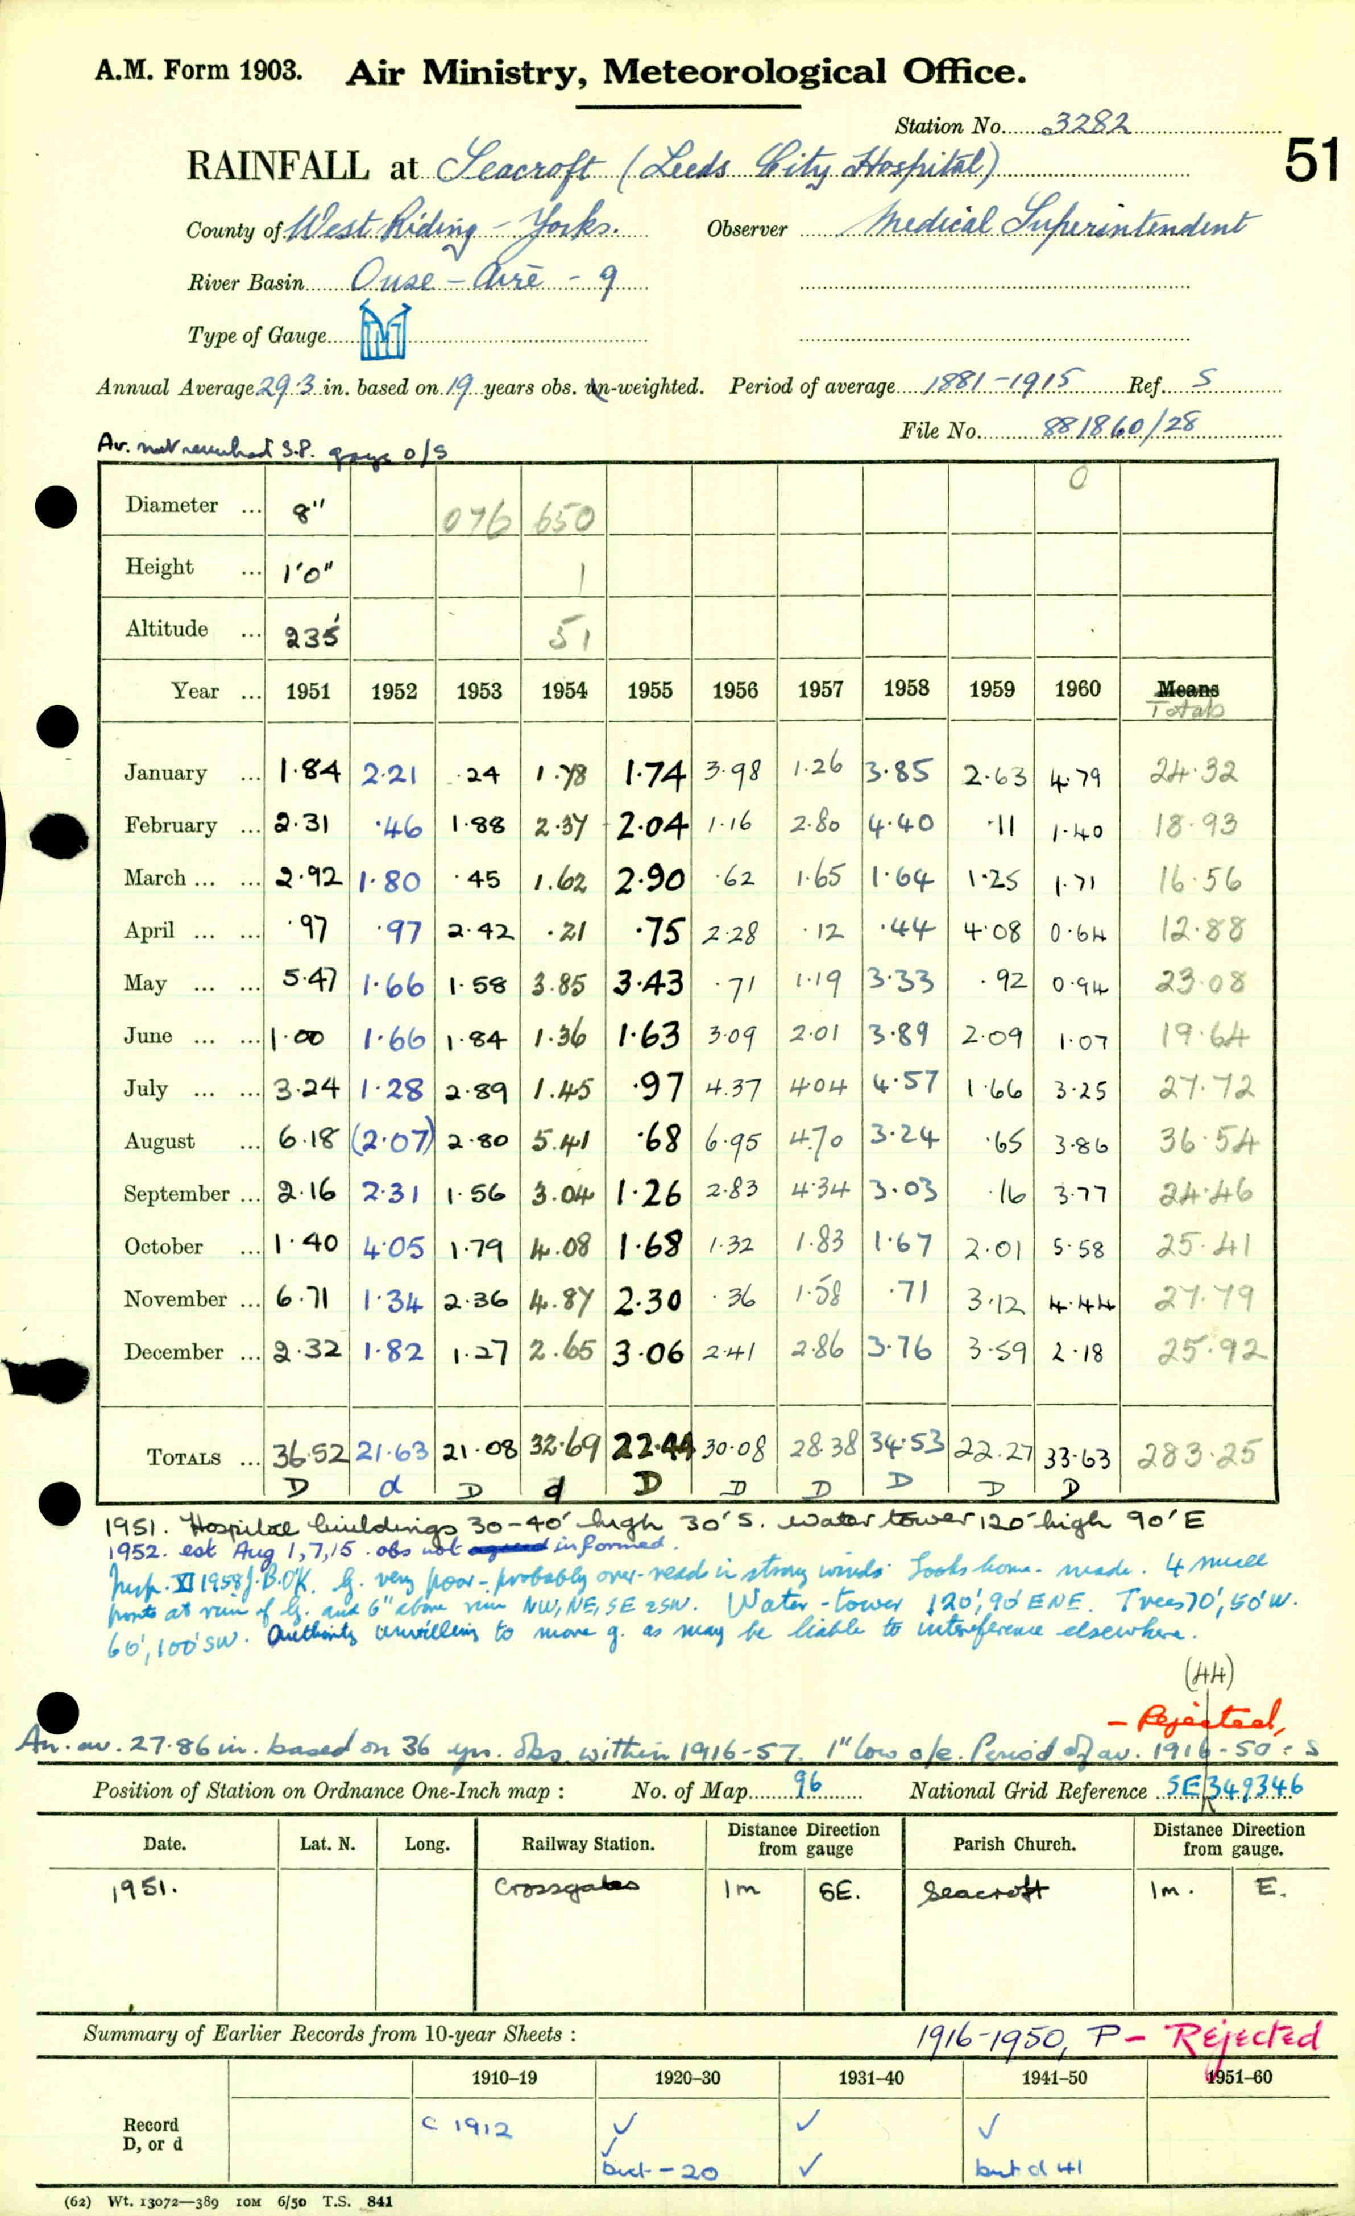 A.M. Form 1903. Air Ministry, Meteorological Office.
Station No. 3282
51
RAINFALL at Seacroft (Leeds City Hospital)
County of West Riding - Yorks. Observer Medical Superintendent
River Basin Ouse - Aire - 9
Type of Gauge MT
Annual Average 29.3 in. based on 19 years obs. un-weighted. Period of average 1881-1915 Ref. S
File No. 881860/28
Av. not S.P. gauge o/s
Diameter ... 8" 076 650 0
Height ... 1'0" 1
Altitude ... 235' 51
Year ... 1951 1952 1953 1954 1955 1956 1957 1958 1959 1960 Means Totals
January ... 1.84 2.21 .24 1.78 1.74 3.98 1.26 3.85 2.63 4.79 24.32
February ... 2.31 .46 1.88 2.37 2.04 1.16 2.80 4.40 .11 1.40 18.93
March ... ... 2.92 1.80 .45 1.62 2.90 .62 1.65 1.64 1.25 1.71 16.56
April ... ... .97 .97 2.42 .21 .75 2.28 .12 .44 4.08 0.64 12.88
May ... ... 5.47 1.66 1.58 3.85 3.43 .71 1.19 3.33 .92 0.94 23.08
June ... ... 1.00 1.66 1.84 1.36 1.63 3.09 2.01 3.89 2.09 1.07 19.64
July ... ... 3.24 1.28 2.89 1.45 .97 4.37 4.04 4.57 1.66 3.25 27.72
August ... 6.18 (2.07) 2.80 5.41 .68 6.95 4.70 3.24 .65 3.86 36.54
September ... 2.16 2.31 1.56 3.04 1.26 2.83 4.34 3.03 .16 3.77 24.46
October ... 1.40 4.05 1.79 4.08 1.68 1.32 1.83 1.67 2.01 5.58 25.41
November ... 6.71 1.34 2.36 4.87 2.30 .36 1.58 .71 3.12 4.44 27.79
December ... 2.32 1.82 1.27 2.65 3.06 2.41 2.86 3.76 3.59 2.18 25.92
TOTALS ... 36.52 21.63 21.08 32.69 22.44 30.08 28.38 34.53 22.27 33.63 283.25
D d D d D D D D D D
1951. Hospital buildings 30-40' high 30' S. Water tower 120' high 90' E
1952. est Aug 1,7,15. obs not informed.
Insp. XI 1958 J.B.OK. G. very poor - probably over-reads in strong winds. Looks home-made. 4 small
points at rim of G. and 6" above rim NW, NE, SE & SW. Water-tower 120', 90' ENE. Trees 70', 50' W.
60', 100' SW. Authority unwilling to move g. as may be liable to interference elsewhere.
(44)
- Rejected,
An. av. 27.86 in. based on 36 yrs. obs. within 1916-57. 1" low o/e. Period of av. 1916-50 : S
Position of Station on Ordnance One-Inch map : No. of Map 96 National Grid Reference SE 349346
Date. Lat. N. Long. Railway Station. Distance from Direction gauge Parish Church. Distance from Direction gauge.
1951. Crossgates 1m SE. Seacroft 1m. E.
Summary of Earlier Records from 10-year Sheets : 1916-1950, P - Rejected
1910-19 1920-30 1931-40 1941-50 1951-60
Record C 1912 ✓ ✓ ✓
D, or d ✓ but - 20 ✓ but d 41
(62) Wt. 13072—389 10M 6/50 T.S. 841